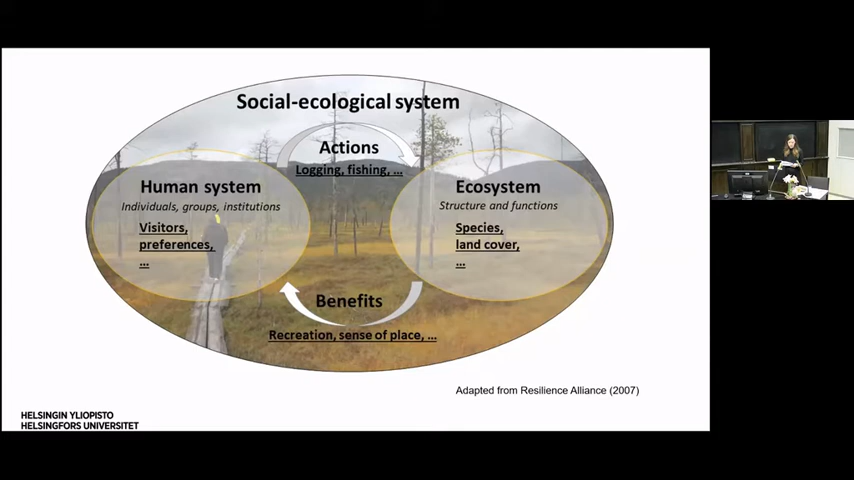 Social-ecological system
Actions
Logging, fishing, ...
Human system
Individuals, groups, institutions
Visitors,
preferences,
...
Ecosystem
Structure and functions
Species,
land cover,
...
Benefits
Recreation, sense of place, ...
Adapted from Resilience Alliance (2007)
HELSINGIN YLIOPISTO
HELSINGFORS UNIVERSITET